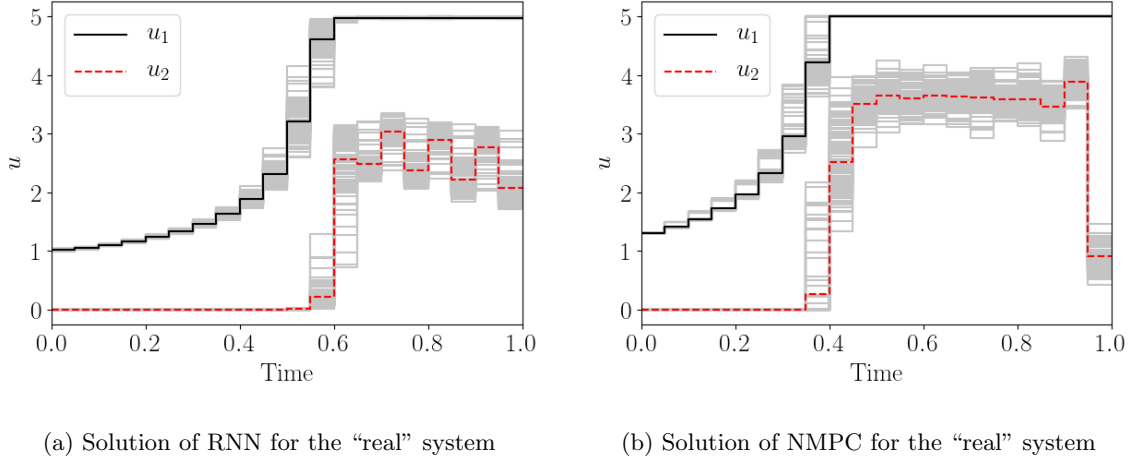 5
4
3
2
1
0
u
u₁
u₂
0.0 0.2 0.4 0.6 0.8 1.0
Time
(a) Solution of RNN for the “real” system
5
4
3
2
1
0
u
u₁
u₂
0.0 0.2 0.4 0.6 0.8 1.0
Time
(b) Solution of NMPC for the “real” system